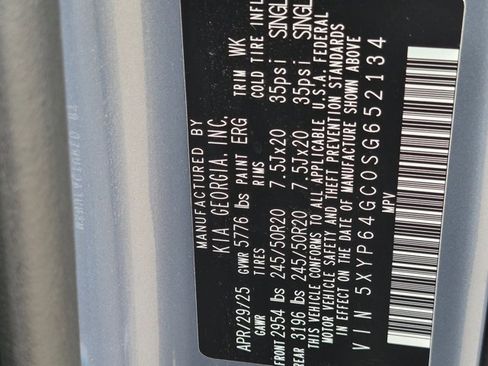 MANUFACTURED BY
KIA GEORGIA, INC.
APR/29/25 GVWR 5776 lbs PAINT ERG TRIM WK
GAWR TIRES RIMS COLD TIRE INFL
FRONT 2954 lbs 245/50R20 7.5Jx20 35psi SINGL
REAR 3196 lbs 245/50R20 7.5Jx20 35psi SINGL
THIS VEHICLE CONFORMS TO ALL APPLICABLE U.S.A. FEDERAL
MOTOR VEHICLE SAFETY AND THEFT PREVENTION STANDARDS
IN EFFECT ON THE DATE OF MANUFACTURE SHOWN ABOVE
VIN 5XYP64GC0SG652134
MPV